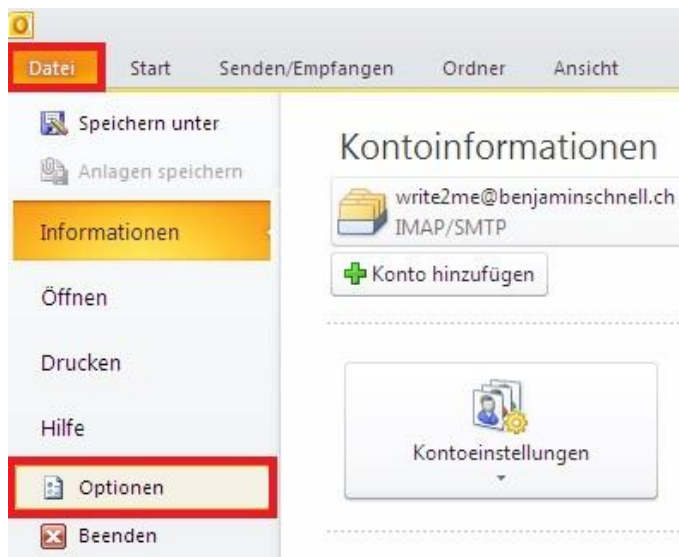 Datei Start Senden/Empfangen Ordner Ansicht
Speichern unter
Anlagen speichern
Informationen
Öffnen
Drucken
Hilfe
Optionen
Beenden
Kontoinformationen
write2me@benjaminschnell.ch
IMAP/SMTP
Konto hinzufügen
Kontoeinstellungen